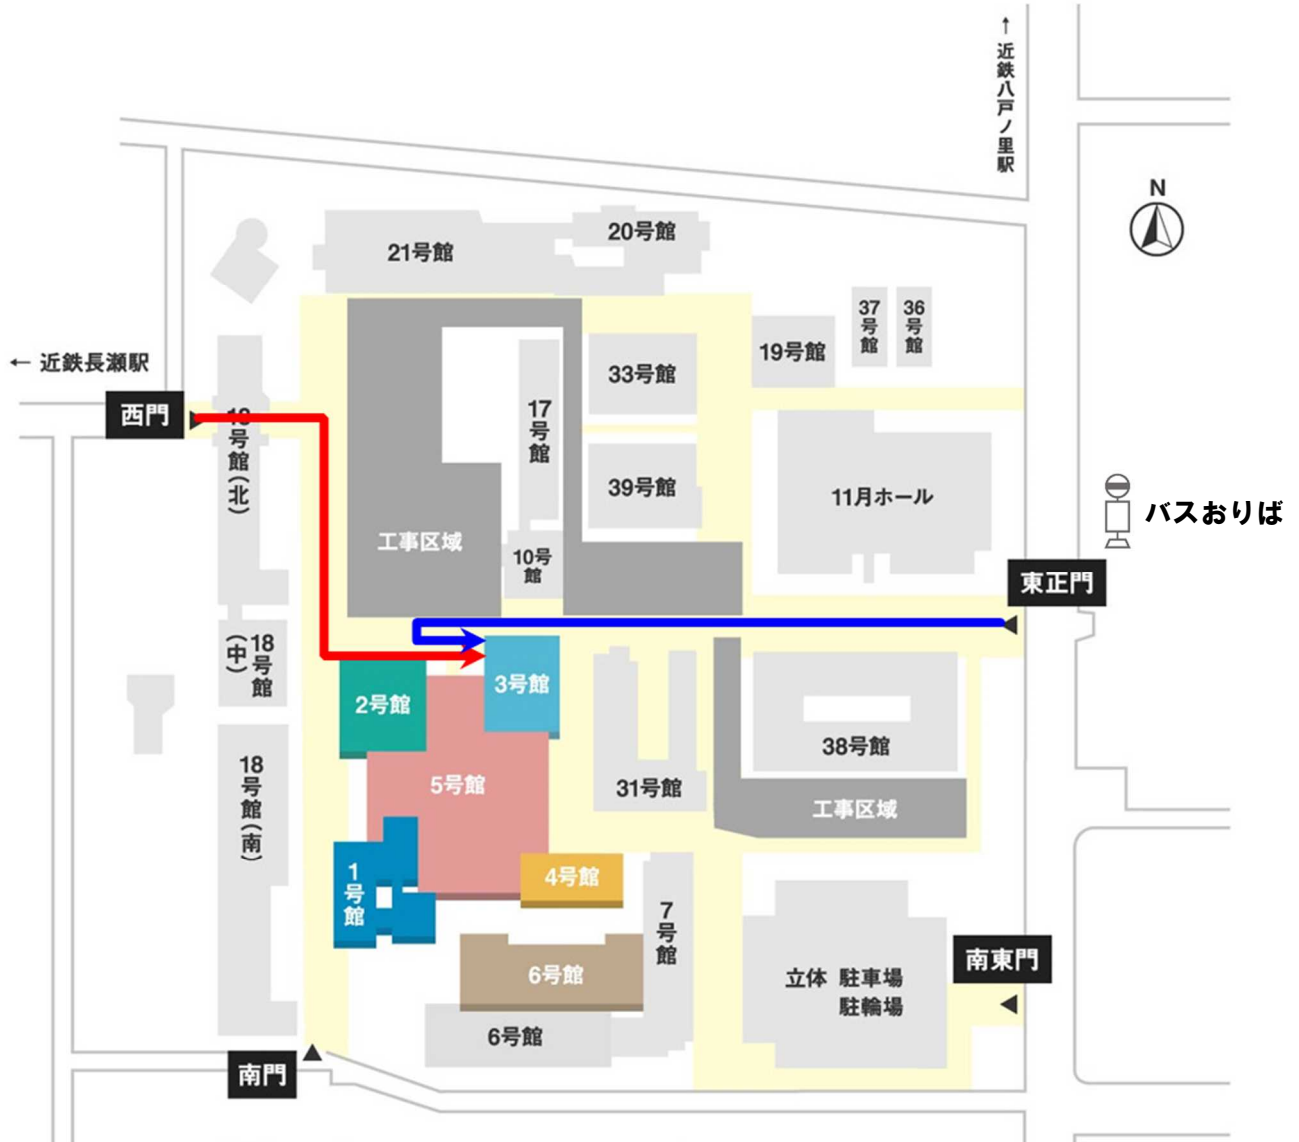 ↑近鉄八戸ノ里駅
N
20号館
21号館
37号館
36号館
19号館
← 近鉄長瀬駅
33号館
西門
18号館(北)
17号館
39号館
11月ホール
バスおりば
工事区域
10号館
東正門
18号館(中)
3号館
2号館
38号館
5号館
31号館
18号館(南)
工事区域
4号館
1号館
7号館
南東門
6号館
立体 駐車場
駐輪場
6号館
南門